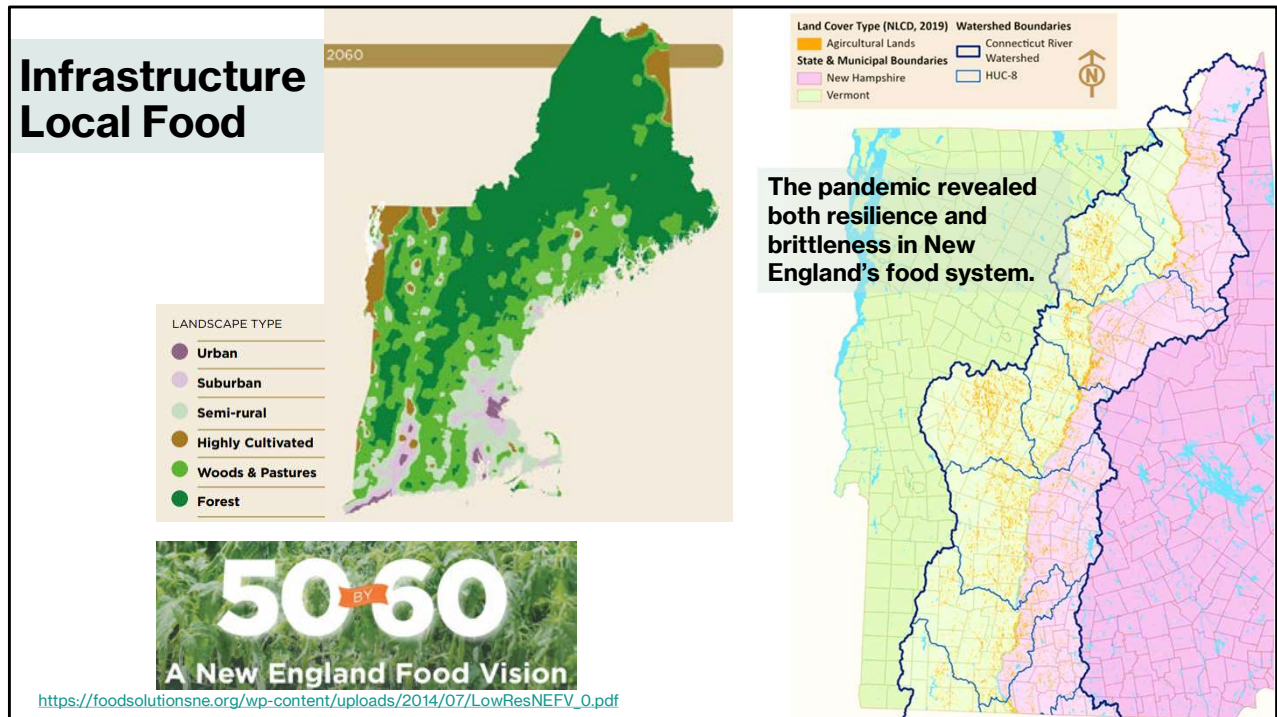 Infrastructure
Local Food
2060
LANDSCAPE TYPE
Urban
Suburban
Semi-rural
Highly Cultivated
Woods & Pastures
Forest
50 BY 60
A New England Food Vision
https://foodsolutionsne.org/wp-content/uploads/2014/07/LowResNEFV_0.pdf
Land Cover Type (NLCD, 2019)
Agircultural Lands
State & Municipal Boundaries
New Hampshire
Vermont
Watershed Boundaries
Connecticut River
Watershed
HUC-8
N
The pandemic revealed
both resilience and
brittleness in New
England’s food system.